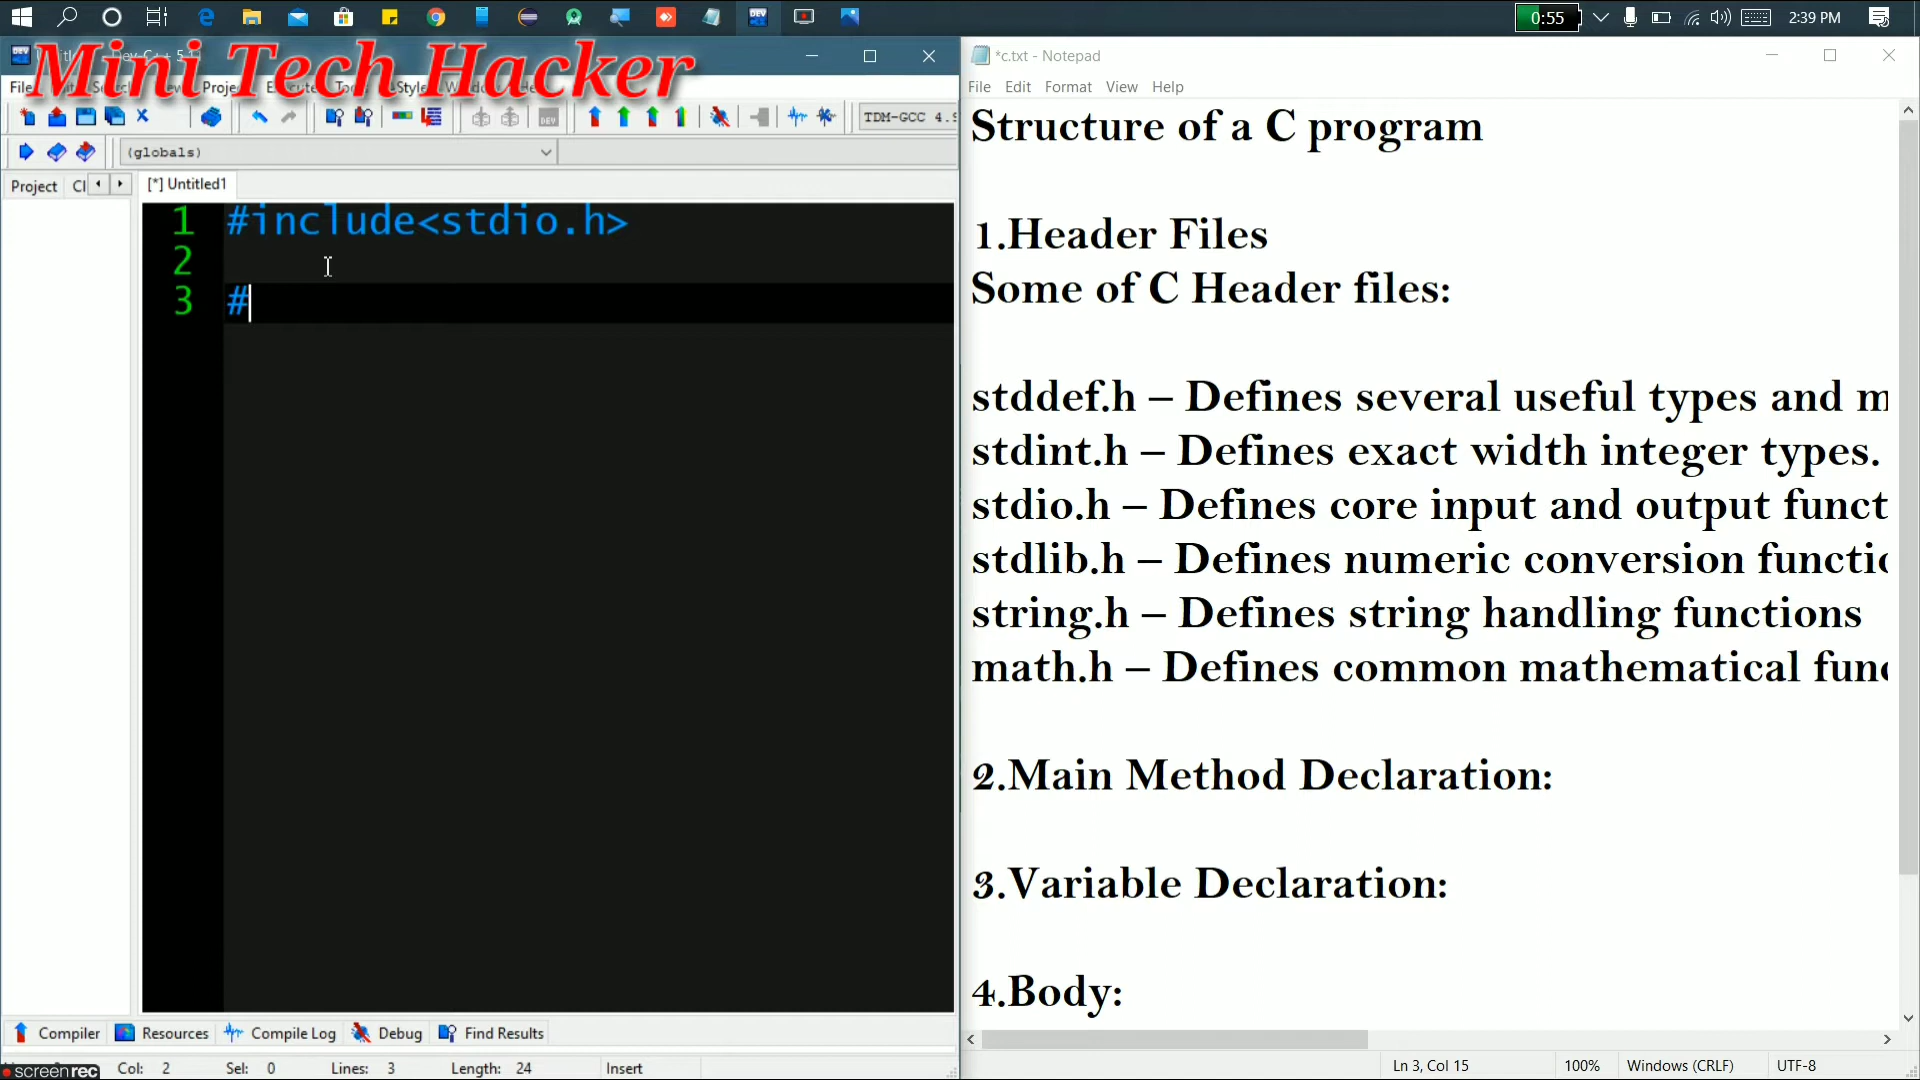 0:55
2:39 PM
Mini Tech Hacker
*c.txt - Notepad
File Edit Format View Help
TDM-GCC 4.9
(globals)
Project Cl
[*] Untitled1
1 #include<stdio.h>
2
3 #
Structure of a C program
1.Header Files
Some of C Header files:
stddef.h – Defines several useful types and m
stdint.h – Defines exact width integer types.
stdio.h – Defines core input and output funct
stdlib.h – Defines numeric conversion functio
string.h – Defines string handling functions
math.h – Defines common mathematical func
2.Main Method Declaration:
3.Variable Declaration:
4.Body:
Compiler Resources Compile Log Debug Find Results
screenrec Col: 2 Sel: 0 Lines: 3 Length: 24 Insert
Ln 3, Col 15 100% Windows (CRLF) UTF-8